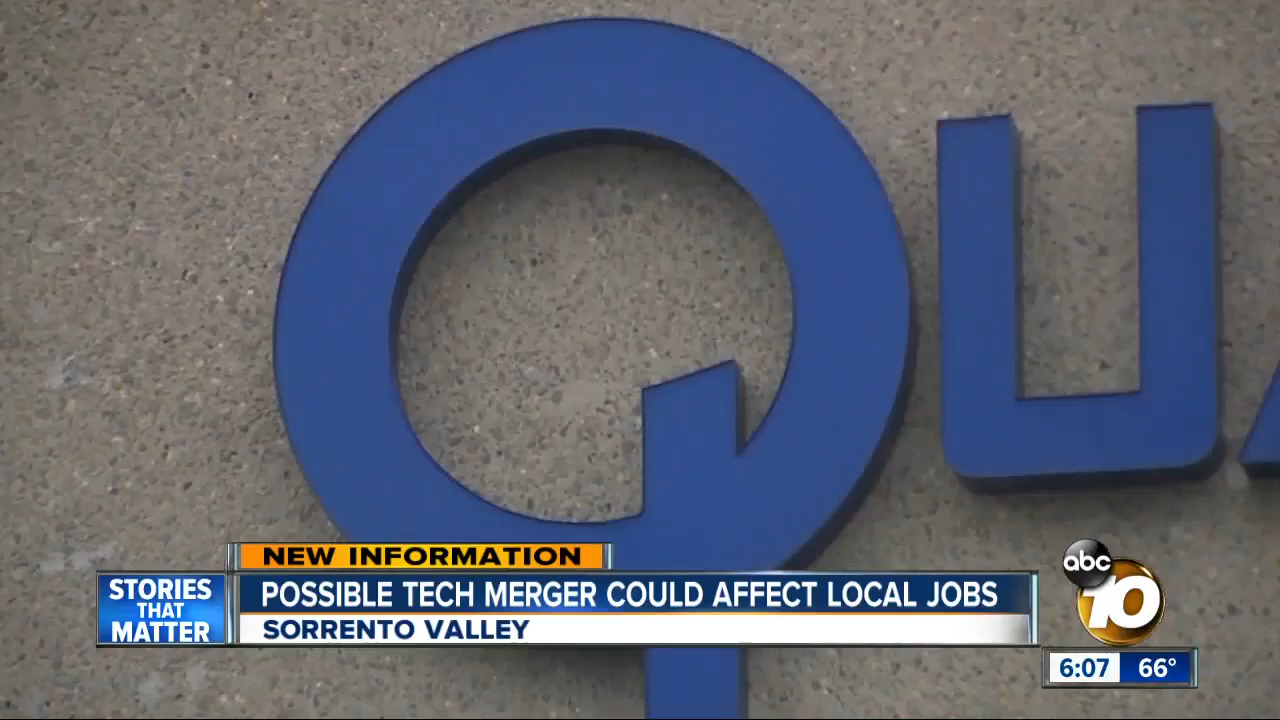 QUA
NEW INFORMATION
STORIES
THAT
MATTER
POSSIBLE TECH MERGER COULD AFFECT LOCAL JOBS
SORRENTO VALLEY
abc
10
6:07 66°